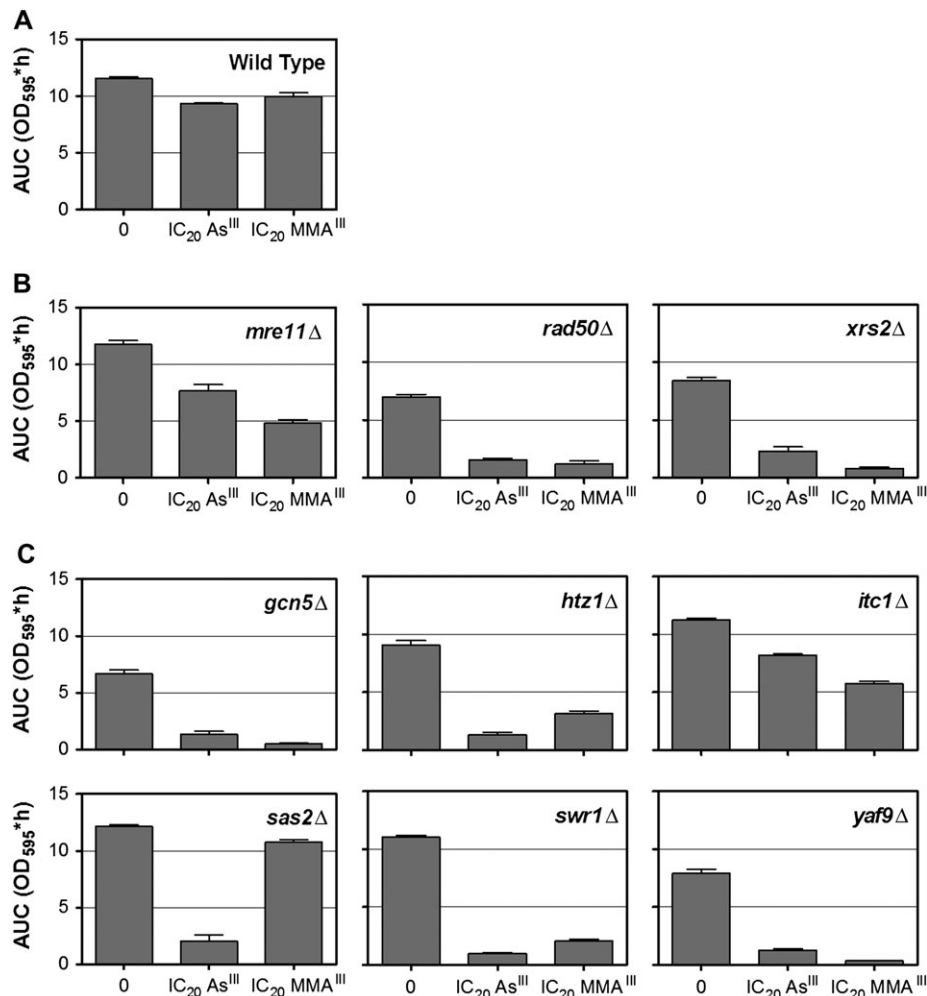 A
15
10
5
0
AUC (OD₅₉₅*h)
Wild Type
0 IC₂₀ Asᴵᴵᴵ IC₂₀ MMAᴵᴵᴵ
B
15
10
5
0
AUC (OD₅₉₅*h)
mre11Δ rad50Δ xrs2Δ
0 IC₂₀ Asᴵᴵᴵ IC₂₀ MMAᴵᴵᴵ 0 IC₂₀ Asᴵᴵᴵ IC₂₀ MMAᴵᴵᴵ 0 IC₂₀ Asᴵᴵᴵ IC₂₀ MMAᴵᴵᴵ
C
15
10
5
0
AUC (OD₅₉₅*h)
gcn5Δ htz1Δ itc1Δ
15
10
5
0
AUC (OD₅₉₅*h)
sas2Δ swr1Δ yaf9Δ
0 IC₂₀ Asᴵᴵᴵ IC₂₀ MMAᴵᴵᴵ 0 IC₂₀ Asᴵᴵᴵ IC₂₀ MMAᴵᴵᴵ 0 IC₂₀ Asᴵᴵᴵ IC₂₀ MMAᴵᴵᴵ